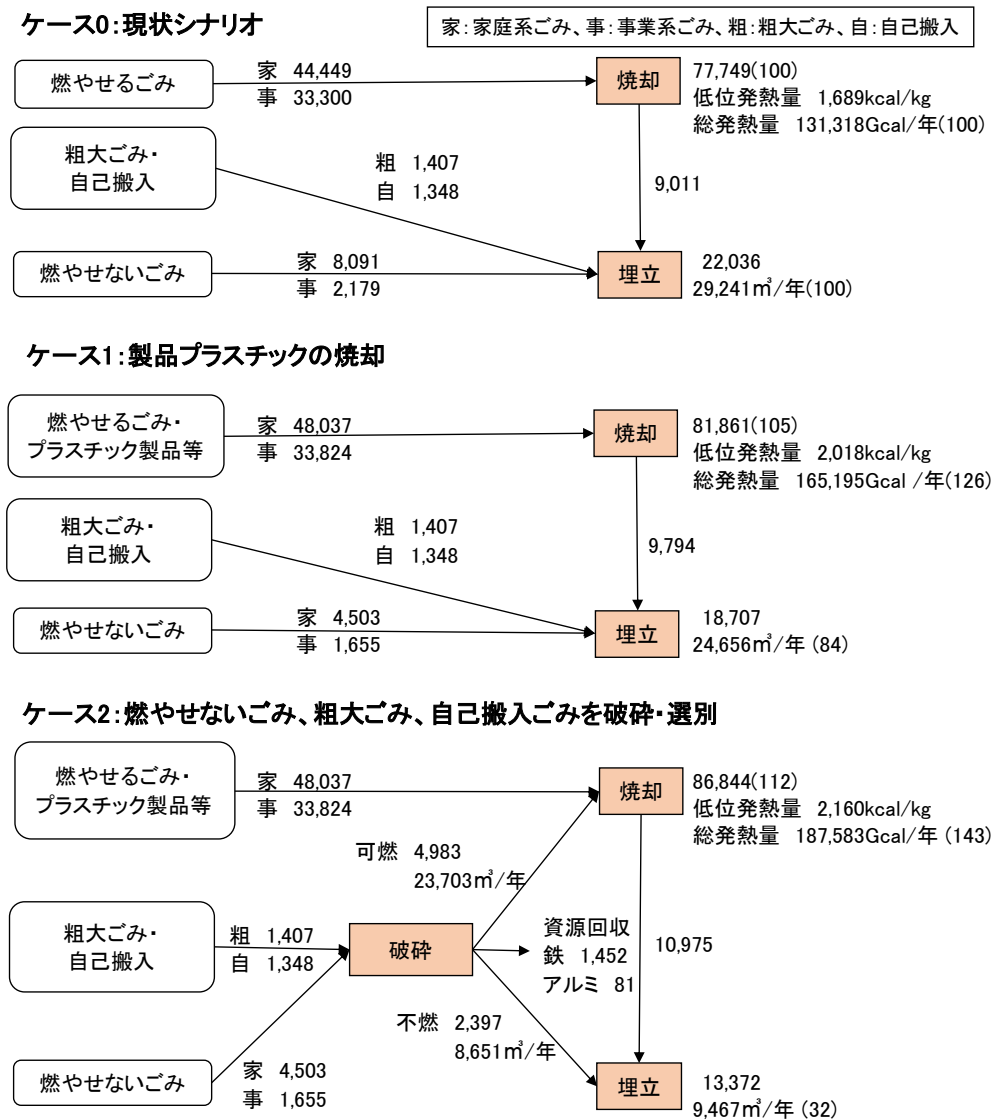 ケース0:現状シナリオ
家:家庭系ごみ、事:事業系ごみ、粗:粗大ごみ、自:自己搬入
燃やせるごみ
家 44,449
事 33,300
焼却
77,749(100)
低位発熱量 1,689kcal/kg
総発熱量 131,318Gcal/年(100)
粗大ごみ・
自己搬入
粗 1,407
自 1,348
9,011
燃やせないごみ
家 8,091
事 2,179
埋立
22,036
29,241㎥/年(100)
ケース1:製品プラスチックの焼却
燃やせるごみ・
プラスチック製品等
家 48,037
事 33,824
焼却
81,861(105)
低位発熱量 2,018kcal/kg
総発熱量 165,195Gcal /年(126)
粗大ごみ・
自己搬入
粗 1,407
自 1,348
9,794
燃やせないごみ
家 4,503
事 1,655
埋立
18,707
24,656㎥/年 (84)
ケース2:燃やせないごみ、粗大ごみ、自己搬入ごみを破砕・選別
燃やせるごみ・
プラスチック製品等
家 48,037
事 33,824
焼却
86,844(112)
低位発熱量 2,160kcal/kg
総発熱量 187,583Gcal/年 (143)
可燃 4,983
23,703㎥/年
粗大ごみ・
自己搬入
粗 1,407
自 1,348
破砕
資源回収
鉄 1,452
アルミ 81
10,975
不燃 2,397
8,651㎥/年
燃やせないごみ
家 4,503
事 1,655
埋立
13,372
9,467㎥/年 (32)